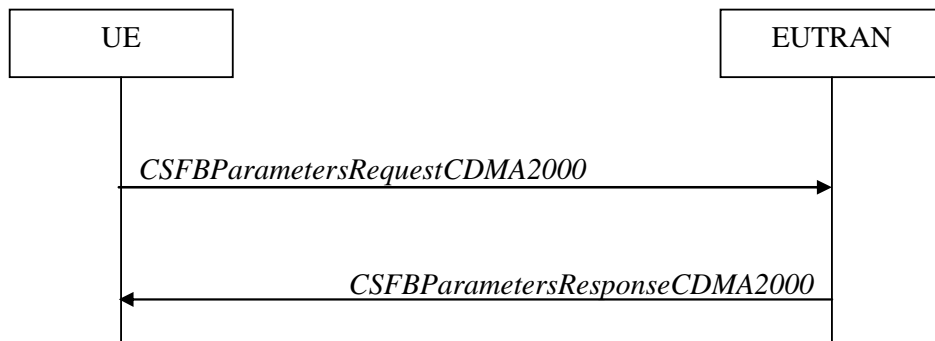 UE
EUTRAN
CSFBParametersRequestCDMA2000
CSFBParametersResponseCDMA2000